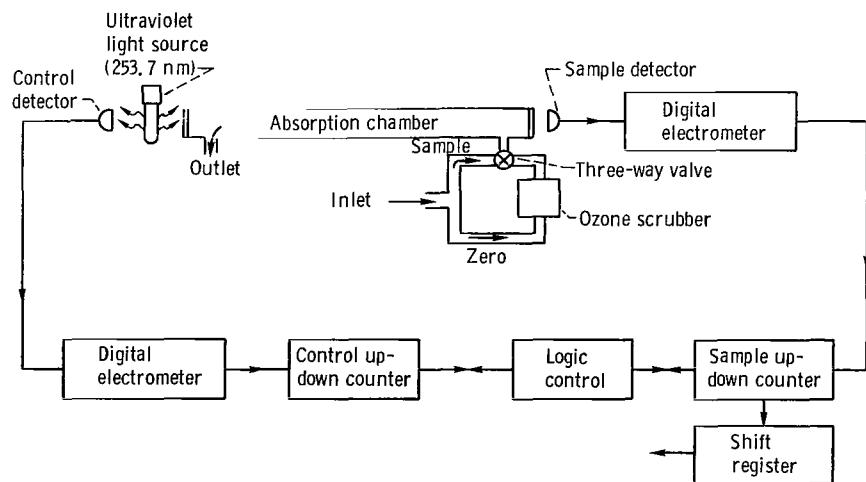 Ultraviolet
light source
(253.7 nm)
Control
detector
Outlet
Absorption chamber
Sample
Inlet
Zero
Sample detector
Three-way valve
Ozone scrubber
Digital
electrometer
Digital
electrometer
Control up-
down counter
Logic
control
Sample up-
down counter
Shift
register